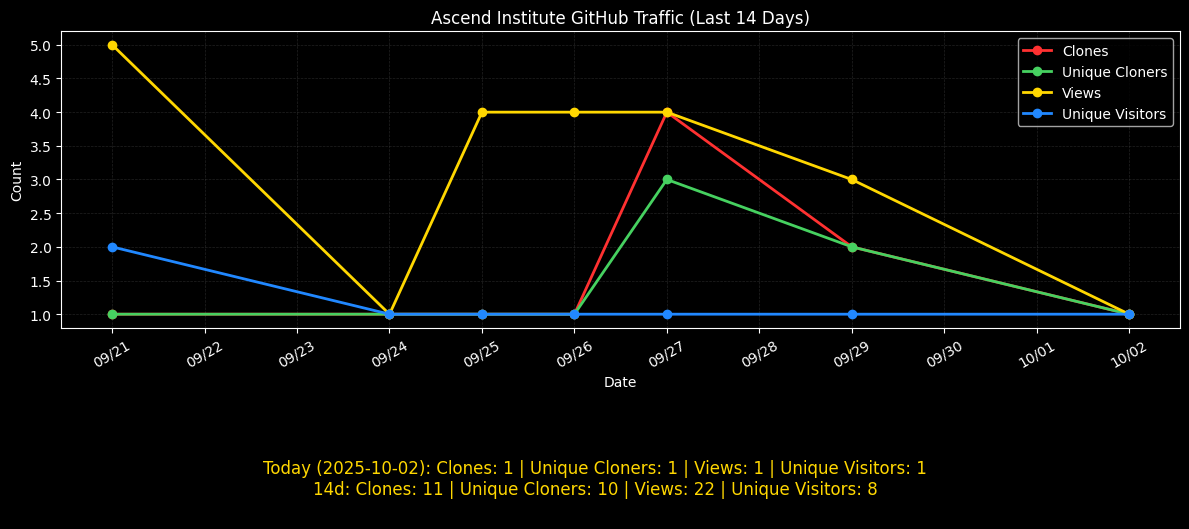 Ascend Institute GitHub Traffic (Last 14 Days)
Clones
Unique Cloners
Views
Unique Visitors
Count
5.0
4.5
4.0
3.5
3.0
2.5
2.0
1.5
1.0
09/21 09/22 09/23 09/24 09/25 09/26 09/27 09/28 09/29 09/30 10/01 10/02
Date
Today (2025-10-02): Clones: 1 | Unique Cloners: 1 | Views: 1 | Unique Visitors: 1
14d: Clones: 11 | Unique Cloners: 10 | Views: 22 | Unique Visitors: 8